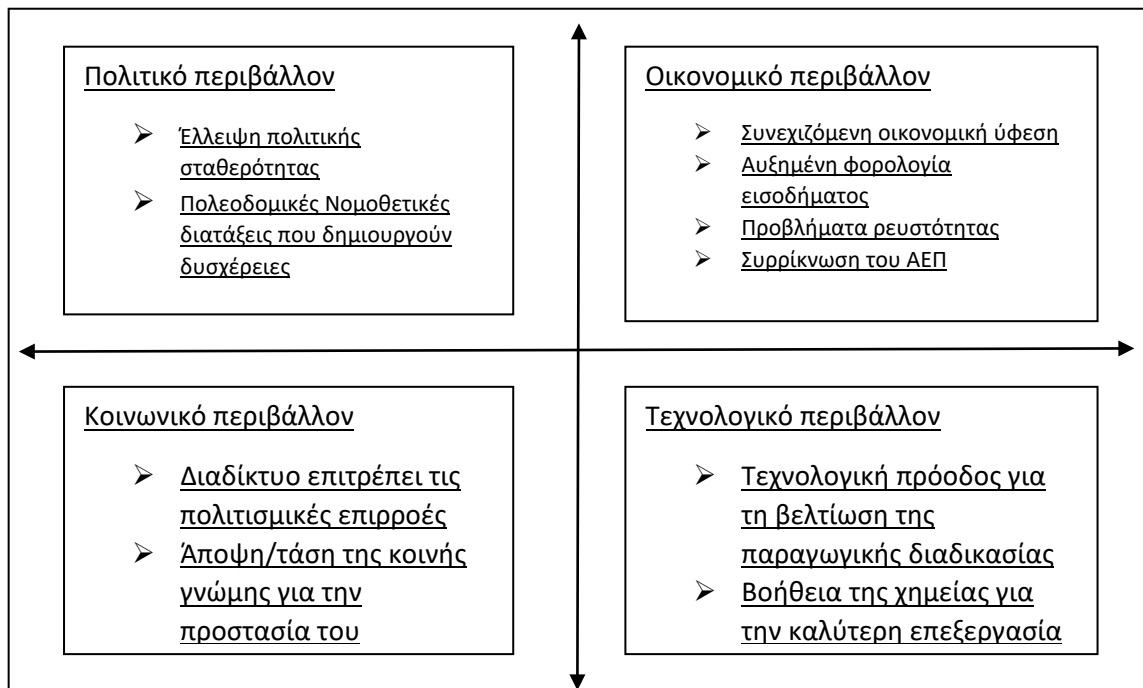 Πολιτικό περιβάλλον
➢ Έλλειψη πολιτικής
σταθερότητας
➢ Πολεοδομικές Νομοθετικές
διατάξεις που δημιουργούν
δυσχέρειες
Οικονομικό περιβάλλον
➢ Συνεχιζόμενη οικονομική ύφεση
➢ Αυξημένη φορολογία
εισοδήματος
➢ Προβλήματα ρευστότητας
➢ Συρρίκνωση του ΑΕΠ
Κοινωνικό περιβάλλον
➢ Διαδίκτυο επιτρέπει τις
πολιτισμικές επιρροές
➢ Άποψη/τάση της κοινής
γνώμης για την
προστασία του
Τεχνολογικό περιβάλλον
➢ Τεχνολογική πρόοδος για
τη βελτίωση της
παραγωγικής διαδικασίας
➢ Βοήθεια της χημείας για
την καλύτερη επεξεργασία